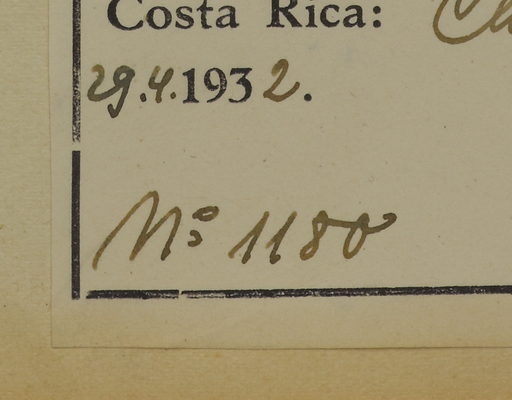 Costa Rica:
29.4.1932.
Nº 1180